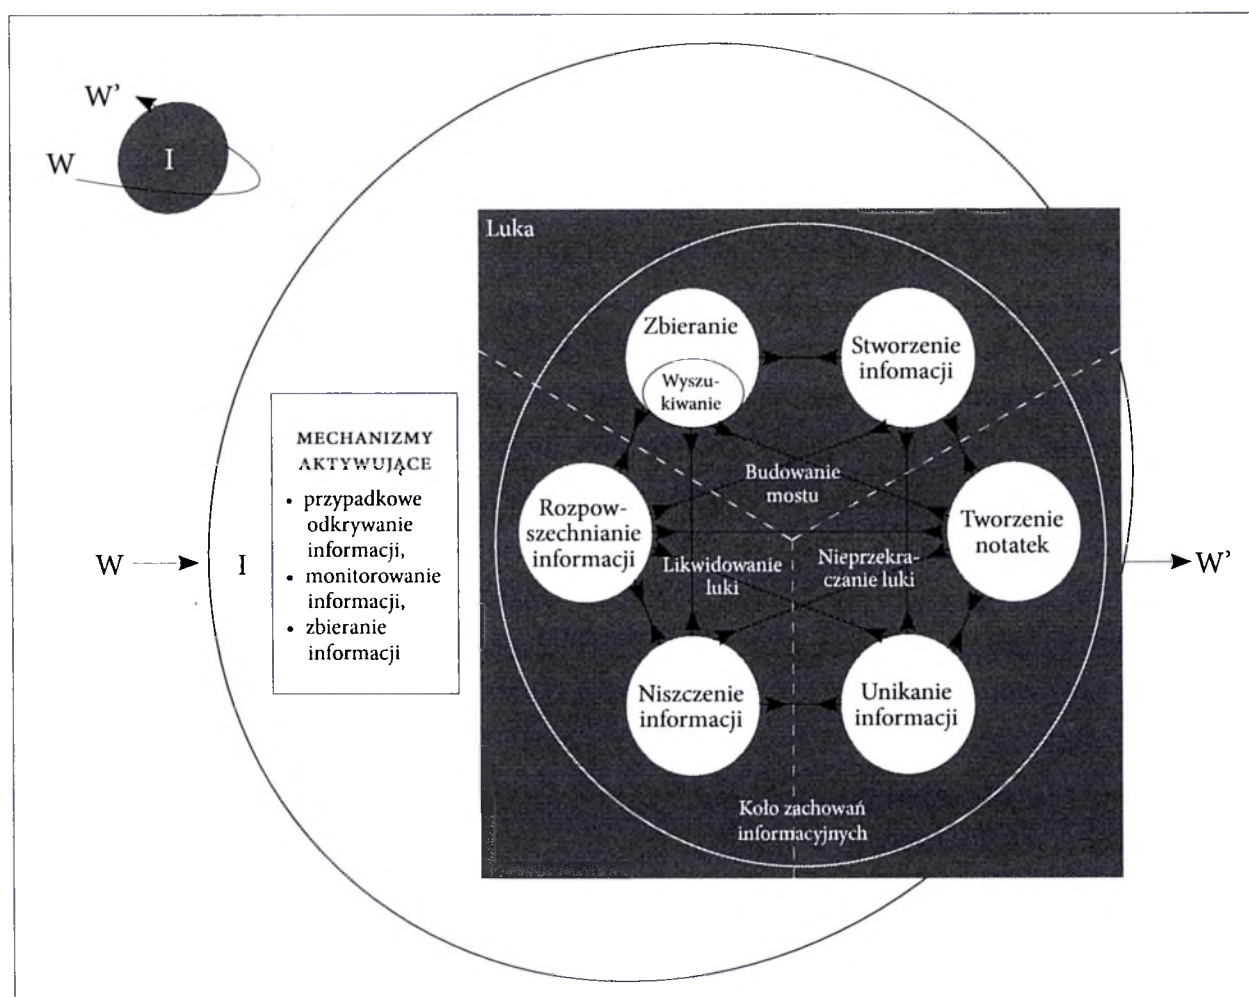 W'
W
I
Luka
Zbieranie
Wyszu-
kiwanie
Stworzenie
infomacji
MECHANIZMY
AKTYWUJĄCE
• przypadkowe
odkrywanie
informacji,
• monitorowanie
informacji,
• zbieranie
informacji
W
I
Budowanie
mostu
Rozpow-
szechnianie
informacji
Tworzenie
notatek
Likwidowanie
luki
Nieprzekra-
czanie luki
W'
Niszczenie
informacji
Unikanie
informacji
Koło zachowań
informacyjnych